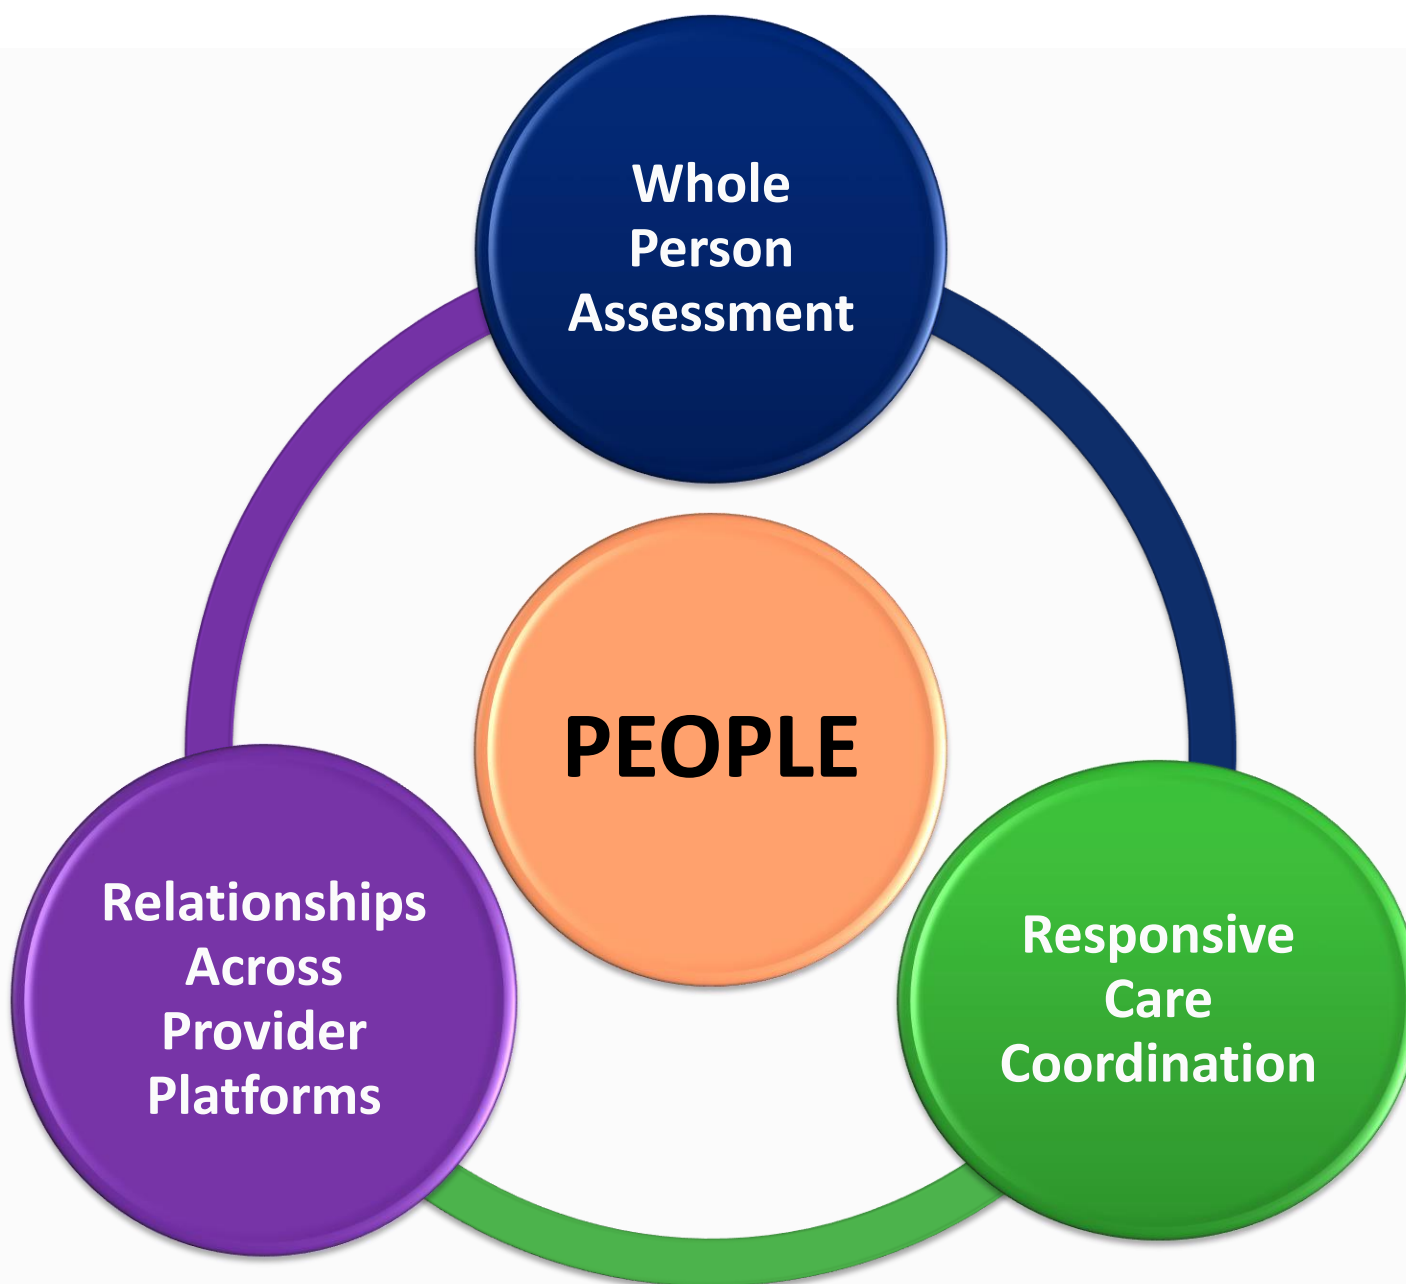 Whole
Person
Assessment
PEOPLE
Relationships
Across
Provider
Platforms
Responsive
Care
Coordination